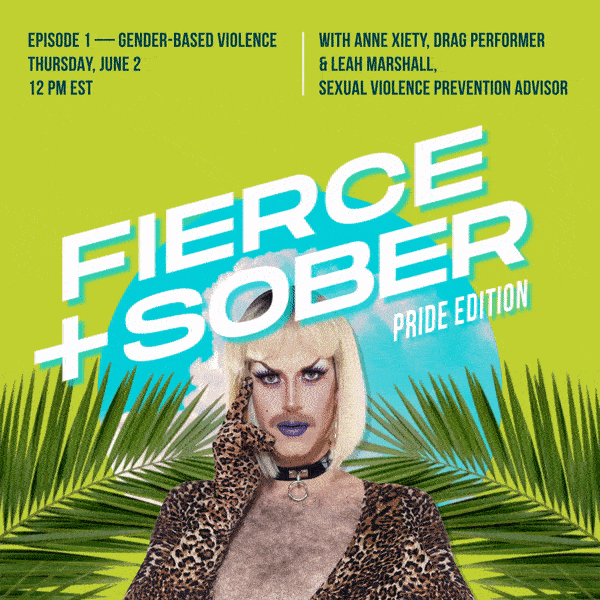 EPISODE 1 — GENDER-BASED VIOLENCE
THURSDAY, JUNE 2
12 PM EST
WITH ANNE XIETY, DRAG PERFORMER
& LEAH MARSHALL,
SEXUAL VIOLENCE PREVENTION ADVISOR
FIERCE
+SOBER
PRIDE EDITION